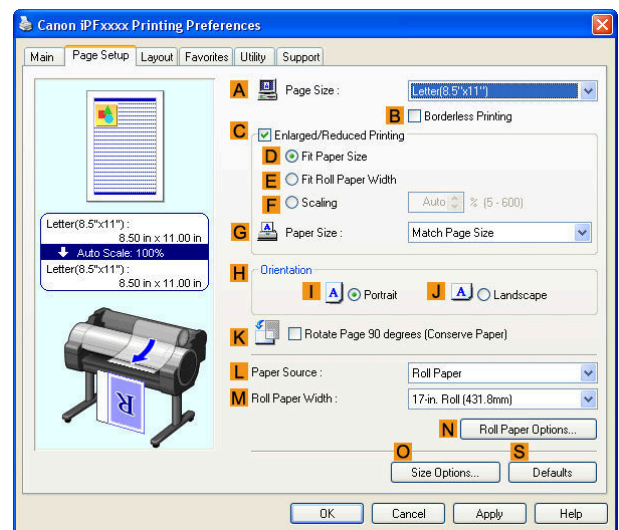 Canon iPFxxxx Printing Preferences
Main Page Setup Layout Favorites Utility Support
A Page Size : Letter(8.5"x11")
B Borderless Printing
C Enlarged/Reduced Printing
D Fit Paper Size
E Fit Roll Paper Width
F Scaling Auto % (5 - 600)
G Paper Size : Match Page Size
Letter(8.5"x11") :
8.50 in x 11.00 in
Auto Scale: 100%
Letter(8.5"x11") :
8.50 in x 11.00 in
H Orientation
I A Portrait J A Landscape
K Rotate Page 90 degrees (Conserve Paper)
R
L Paper Source : Roll Paper
M Roll Paper Width : 17-in. Roll (431.8mm)
N Roll Paper Options...
O S
Size Options... Defaults
OK Cancel Apply Help